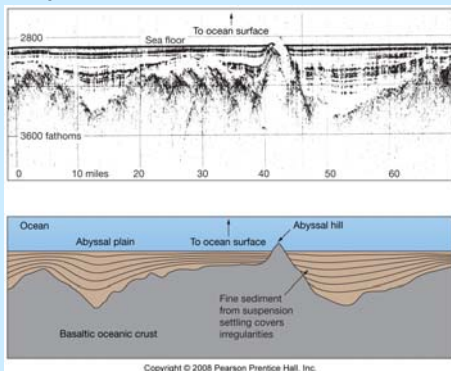 To ocean surface
2800
Sea floor
3600 fathoms
0 10 miles 20 30 40 50 60
Ocean
Abyssal plain
To ocean surface
Abyssal hill
Fine sediment
from suspension
settling covers
irregularities
Basaltic oceanic crust
Copyright © 2008 Pearson Prentice Hall, Inc.